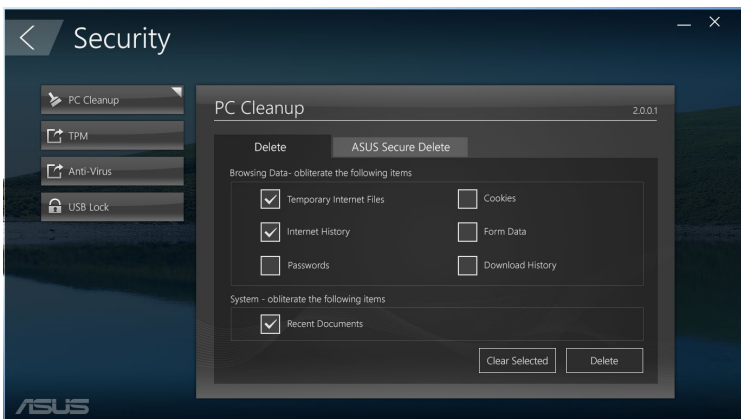 Security
PC Cleanup
TPM
Anti-Virus
USB Lock
PC Cleanup
2.0.0.1
Delete
ASUS Secure Delete
Browsing Data- obliterate the following items
Temporary Internet Files
Cookies
Internet History
Form Data
Passwords
Download History
System - obliterate the following items
Recent Documents
Clear Selected
Delete
ASUS